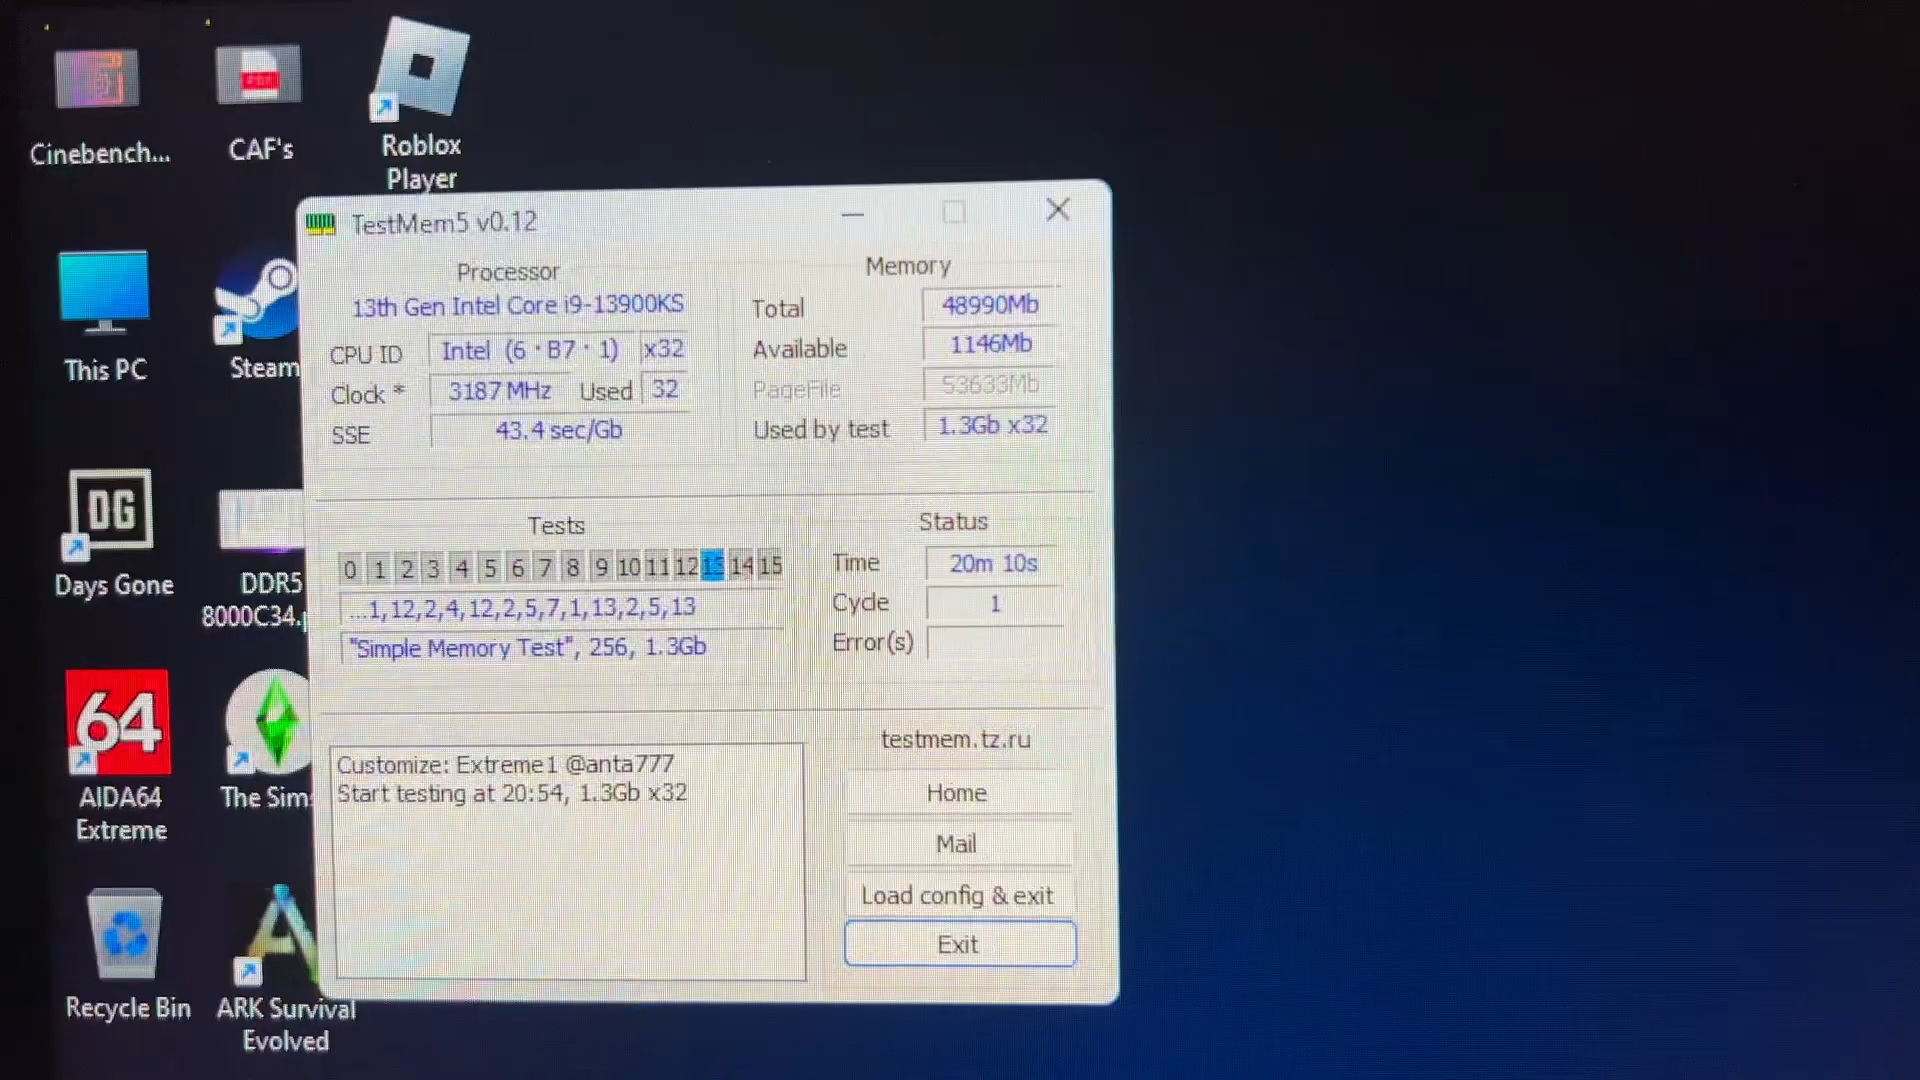 Cinebench...
CAF's
Roblox
Player
This PC
Steam
DG
Days Gone
DDR5
8000C34.
64
AIDA64
Extreme
The Sim
Recycle Bin
ARK Survival
Evolved
TestMem5 v0.12
Processor
13th Gen Intel Core i9-13900KS
CPU ID Intel (6 · B7 · 1) x32
Clock * 3187 MHz Used 32
SSE 43.4 sec/Gb
Memory
Total 48990Mb
Available 1146Mb
PageFile 53633Mb
Used by test 1.3Gb x32
Tests
0 1 2 3 4 5 6 7 8 9 10 11 12 13 14 15
...1,12,2,4,12,2,5,7,1,13,2,5,13
"Simple Memory Test", 256, 1.3Gb
Status
Time 20m 10s
Cycle 1
Error(s)
Customize: Extreme1 @anta777
Start testing at 20:54, 1.3Gb x32
testmem.tz.ru
Home
Mail
Load config & exit
Exit